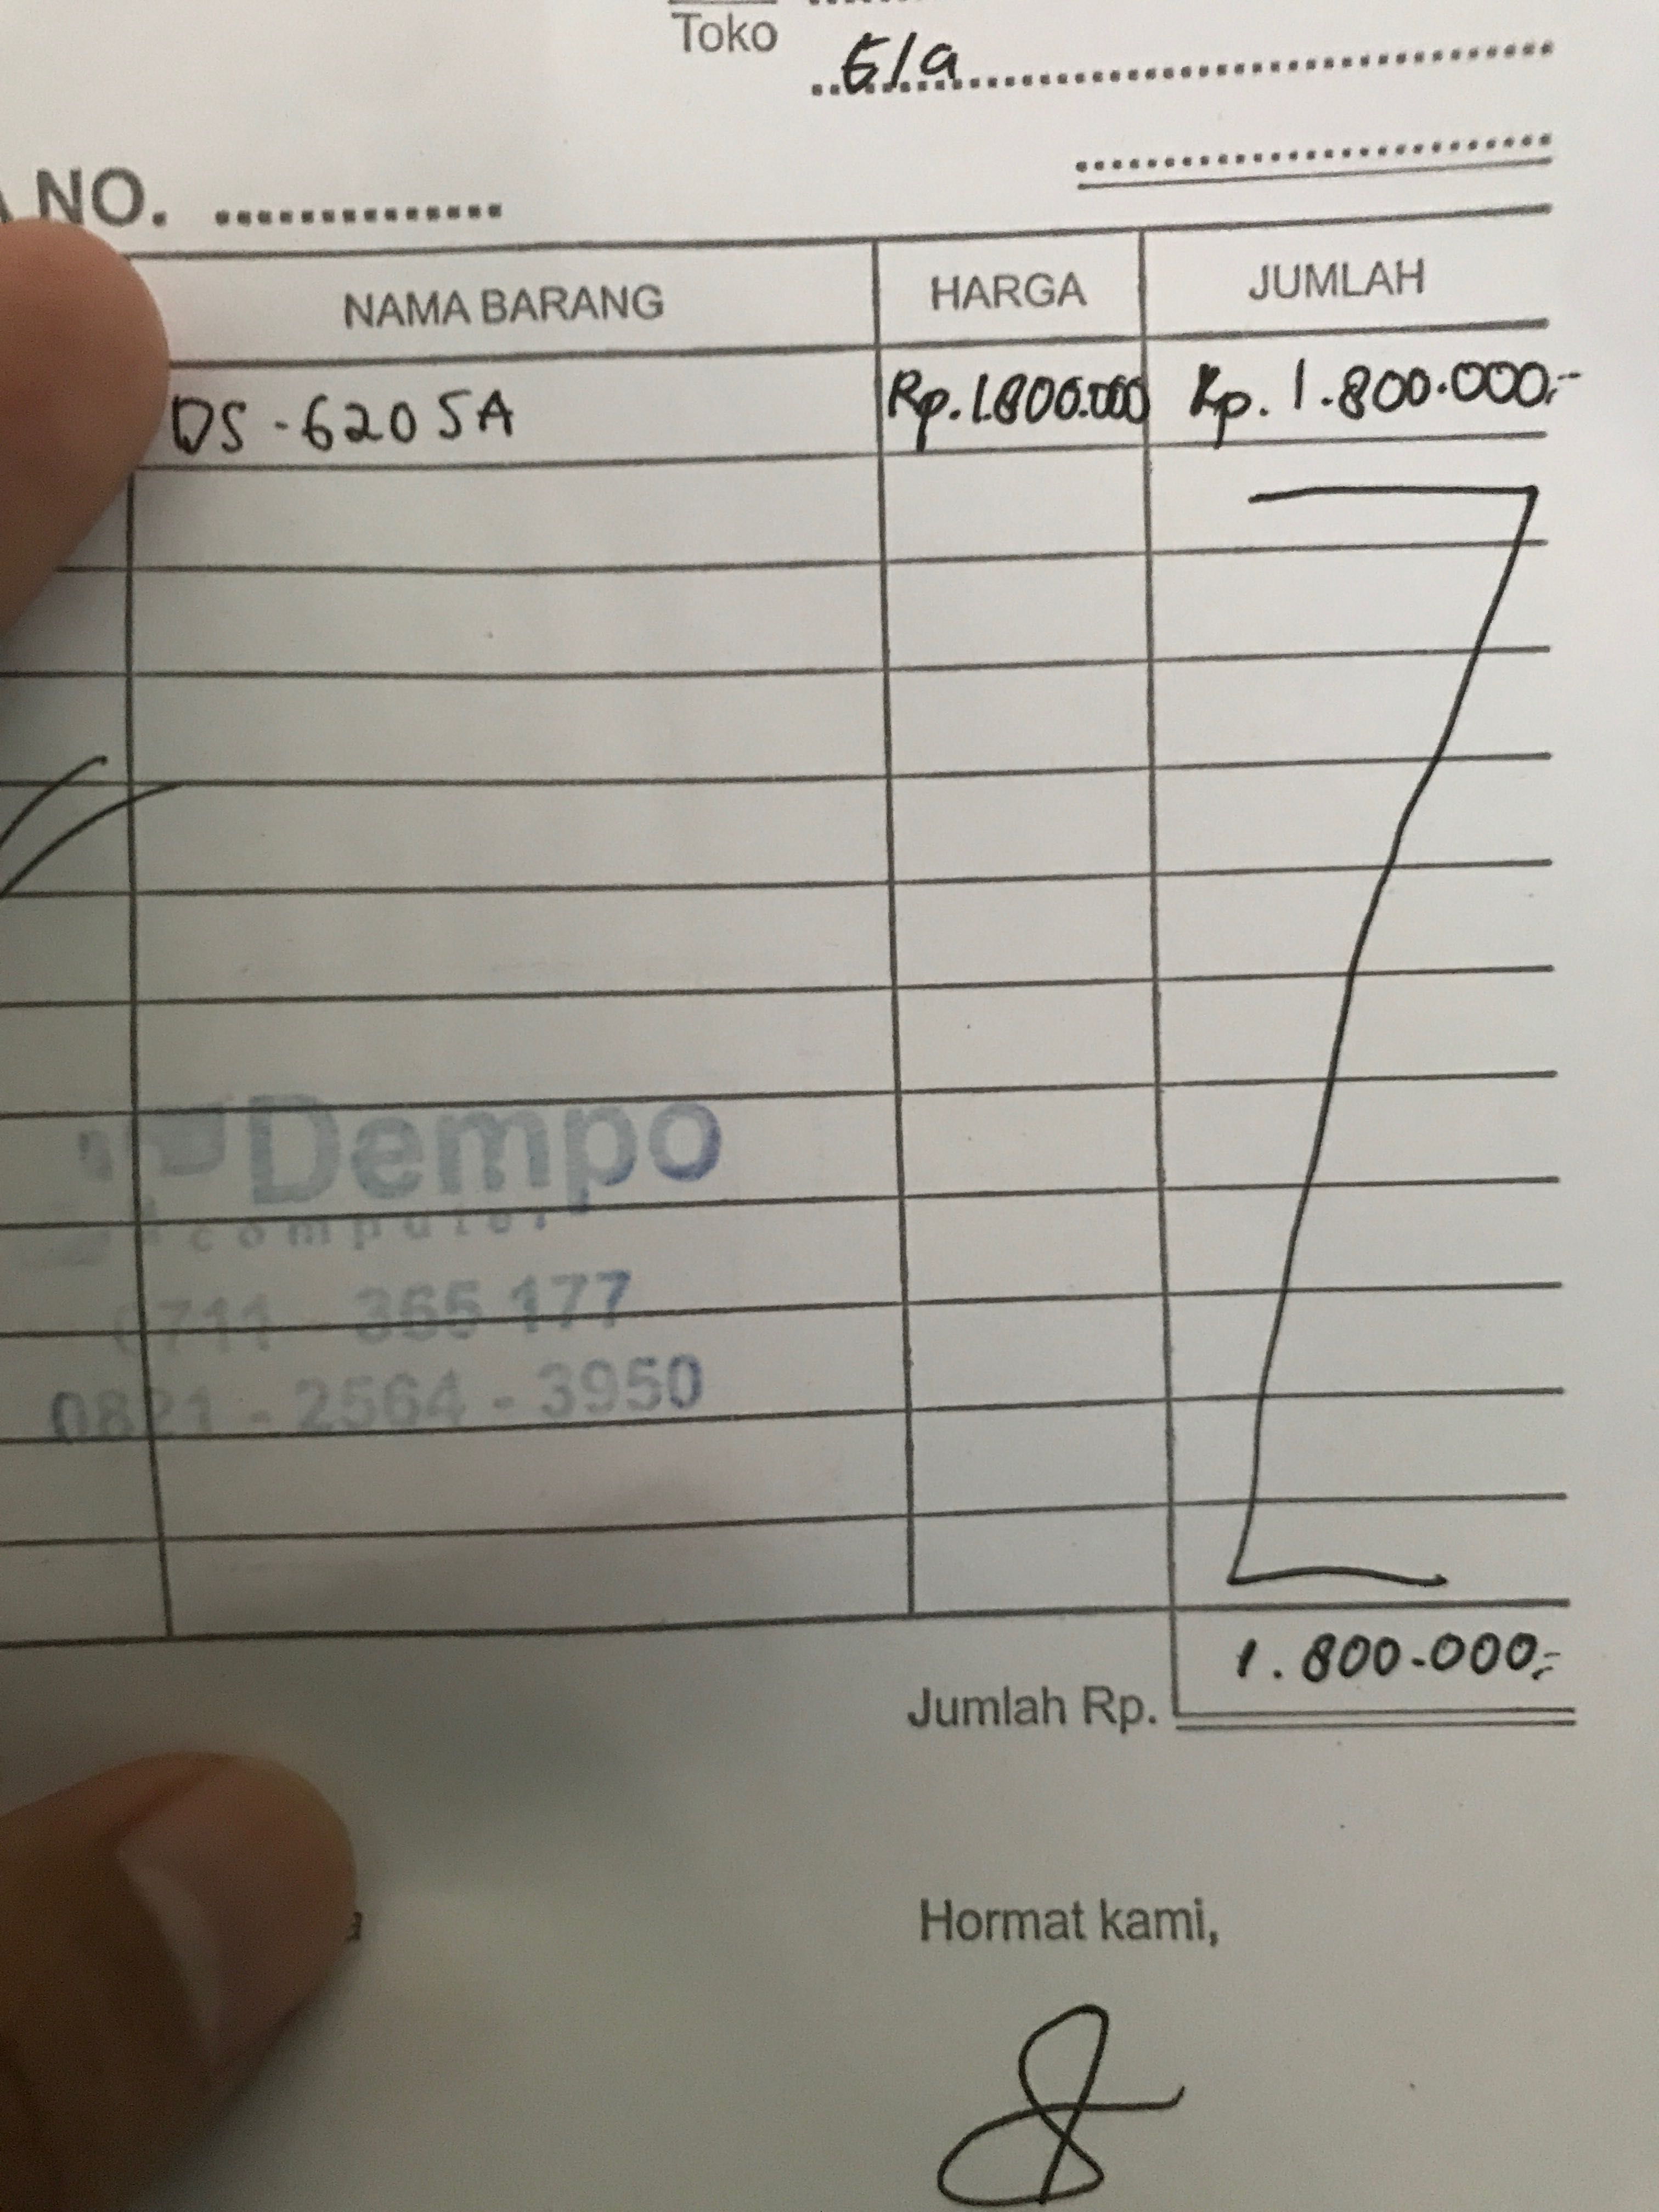 Toko
Ela
NO. ..............
NAMA BARANG HARGA JUMLAH
DS - 6205A Rp. 1.800.000 Rp. 1.800.000,-
Dempo
computer
0711 - 365 177
0821 - 2564 - 3950
Jumlah Rp. 1.800.000,-
Hormat kami,